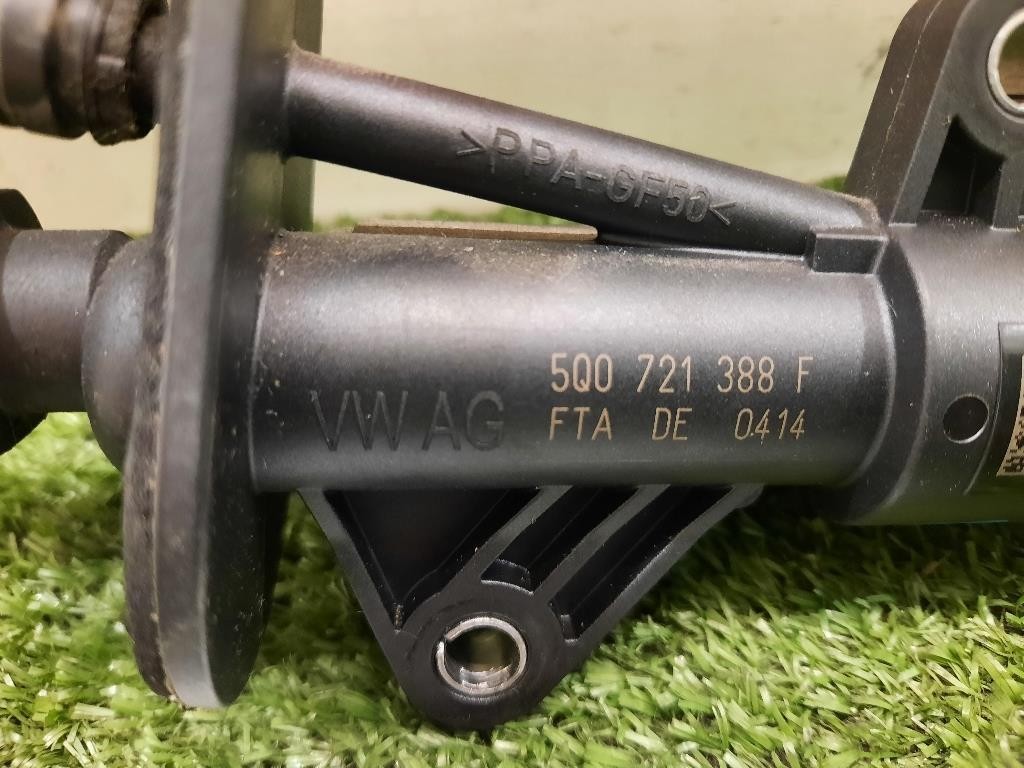 >PPA-GF50<
5Q0 721 388 F
VW AG
FTA DE 0414